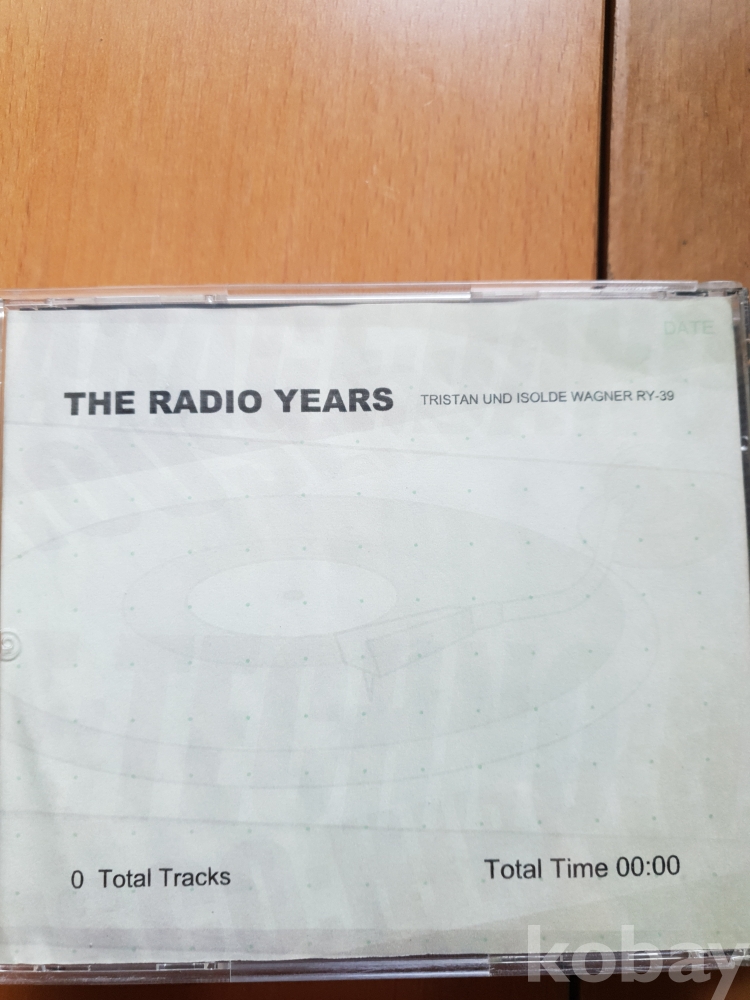 DATE
THE RADIO YEARS TRISTAN UND ISOLDE WAGNER RY-39
0 Total Tracks
Total Time 00:00
kobay